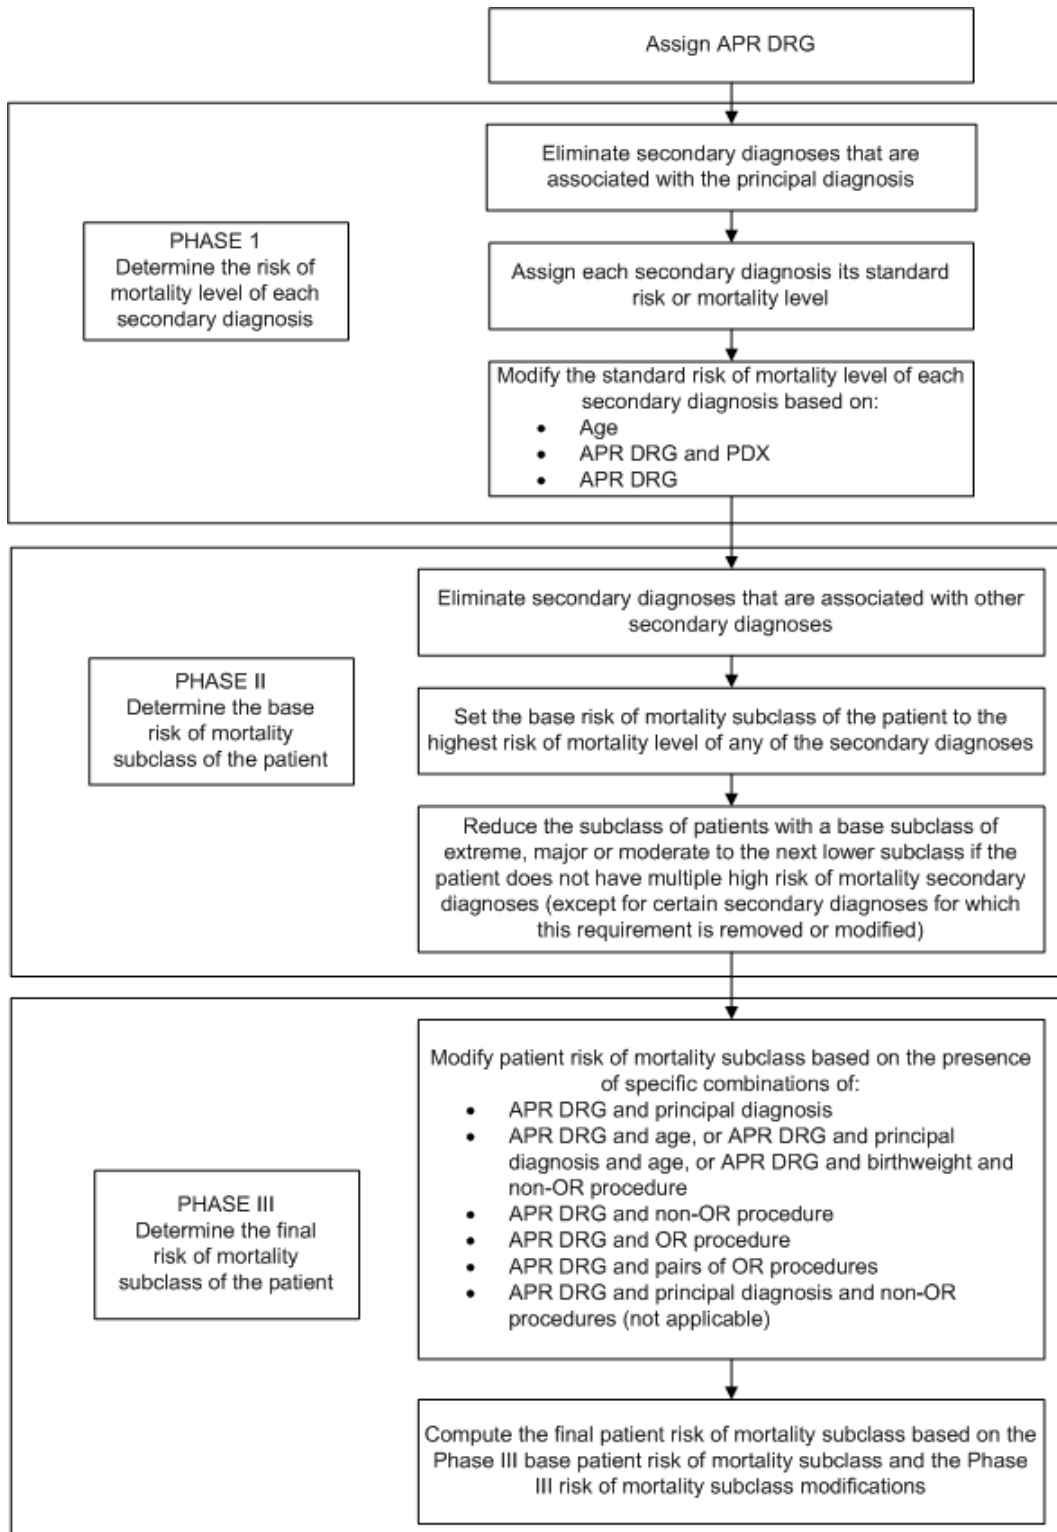 Assign APR DRG
Eliminate secondary diagnoses that are
associated with the principal diagnosis
PHASE 1
Determine the risk of
mortality level of each
secondary diagnosis
Assign each secondary diagnosis its standard
risk or mortality level
Modify the standard risk of mortality level of each
secondary diagnosis based on:
• Age
• APR DRG and PDX
• APR DRG
Eliminate secondary diagnoses that are associated with other
secondary diagnoses
PHASE II
Determine the base
risk of mortality
subclass of the patient
Set the base risk of mortality subclass of the patient to the
highest risk of mortality level of any of the secondary diagnoses
Reduce the subclass of patients with a base subclass of
extreme, major or moderate to the next lower subclass if the
patient does not have multiple high risk of mortality secondary
diagnoses (except for certain secondary diagnoses for which
this requirement is removed or modified)
Modify patient risk of mortality subclass based on the presence
of specific combinations of:
• APR DRG and principal diagnosis
• APR DRG and age, or APR DRG and principal
diagnosis and age, or APR DRG and birthweight and
non-OR procedure
• APR DRG and non-OR procedure
• APR DRG and OR procedure
• APR DRG and pairs of OR procedures
• APR DRG and principal diagnosis and non-OR
procedures (not applicable)
PHASE III
Determine the final
risk of mortality
subclass of the patient
Compute the final patient risk of mortality subclass based on the
Phase III base patient risk of mortality subclass and the Phase
III risk of mortality subclass modifications